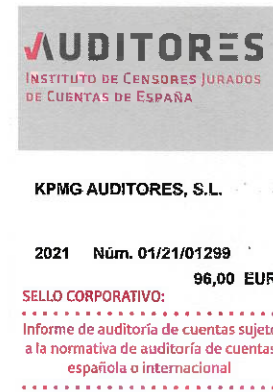 AUDITORES
INSTITUTO DE CENSORES JURADOS
DE CUENTAS DE ESPAÑA
KPMG AUDITORES, S.L.
2021 Núm. 01/21/01299
96,00 EUR
SELLO CORPORATIVO:
Informe de auditoría de cuentas sujeto
a la normativa de auditoría de cuentas
española o internacional